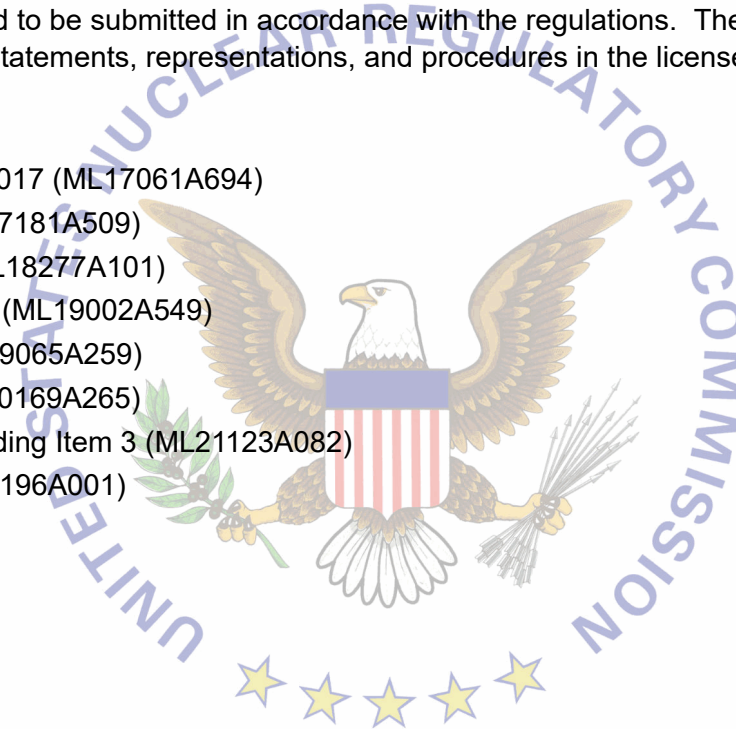 d to be submitted in accordance with the regulations. The
tatements, representations, and procedures in the license
017 (ML17061A694)
7181A509)
L18277A101)
(ML19002A549)
9065A259)
0169A265)
ding Item 3 (ML21123A082)
196A001)
UNITED STATES NUCLEAR REGULATORY COMMISSION